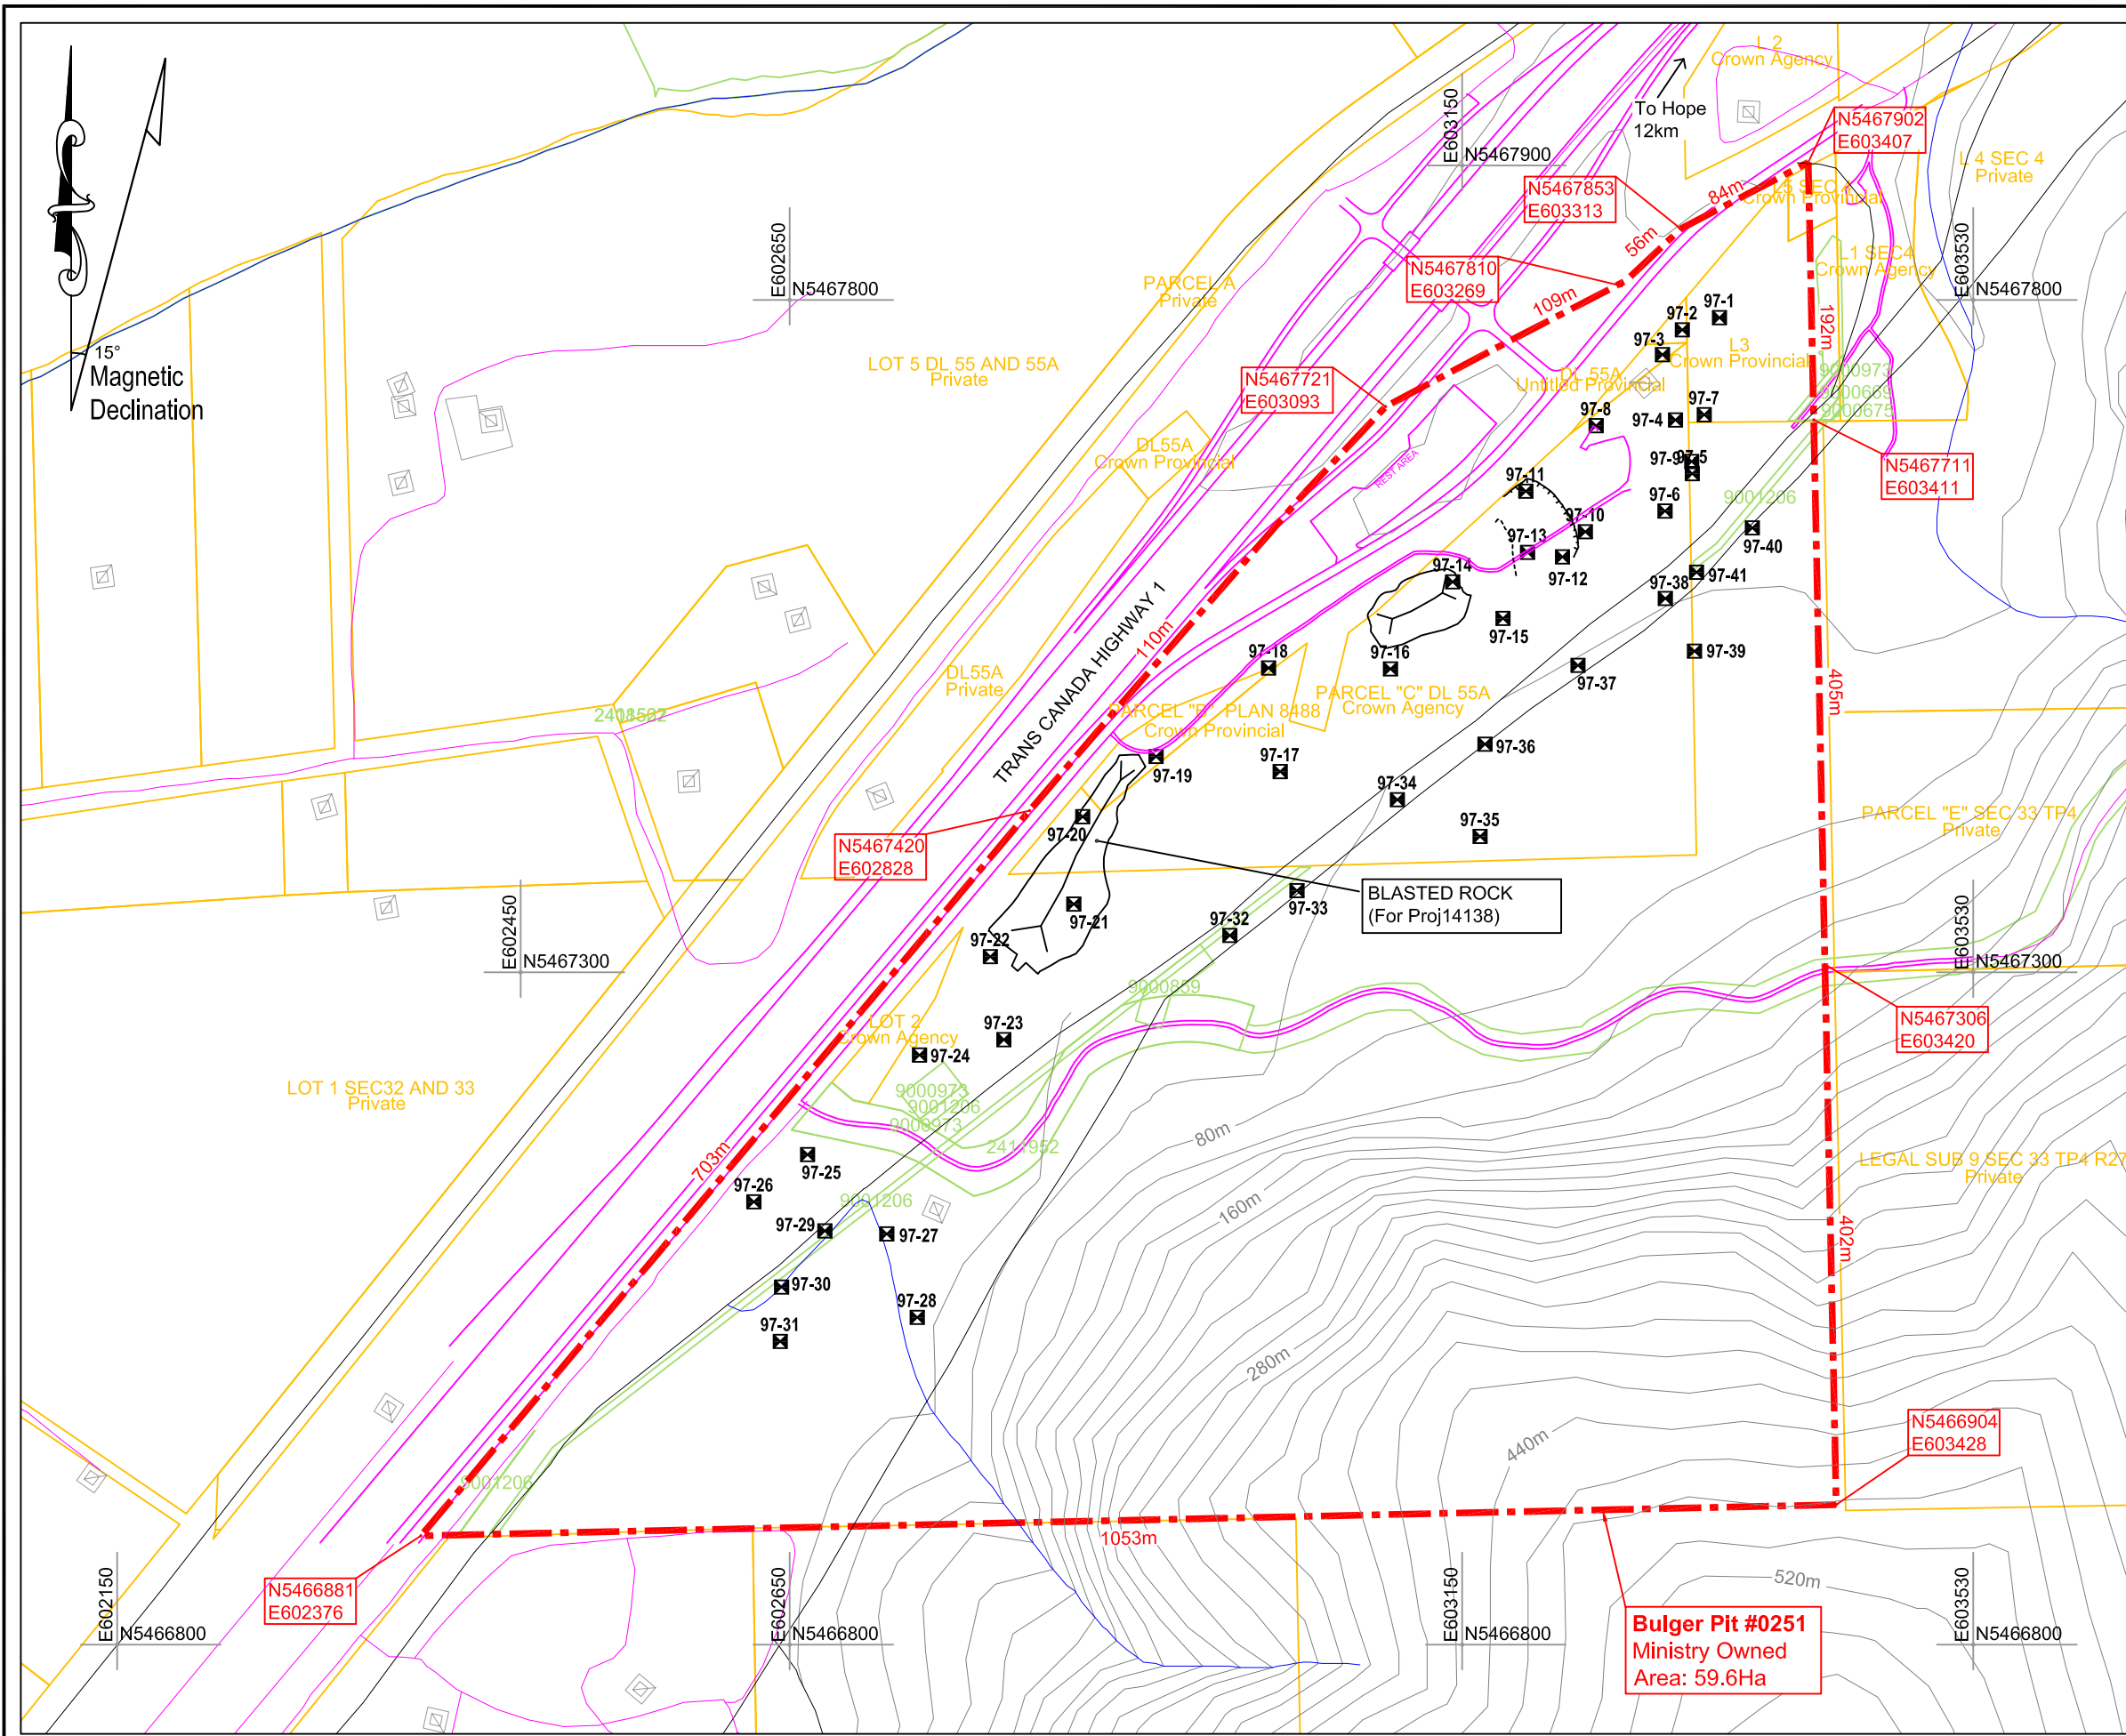 15°
Magnetic
Declination
L 2
Crown Agency
To Hope
12km
N5467902
E603407
E603150
N5467900
L 4 SEC 4
Private
N5467853
E603313
84m
L5 SEC 4
Crown Provincial
56m
E602650
N5467800
L1 SEC4
Crown Agency
E603530
N5467800
PARCEL A
Private
N5467810
E603269
109m
97-1
97-2
192m
97-3
L3
Crown Provincial
LOT 5 DL 55 AND 55A
Private
N5467721
E603093
DL 55A
Untitled Provincial
9000973
9000669
9000675
97-8
97-4
97-7
DL55A
Crown Provincial
REST AREA
97-9
97-5
N5467711
E603411
97-11
97-6
9001206
97-10
97-40
97-13
97-12
97-14
97-38
97-41
TRANS CANADA HIGHWAY 1
110m
97-15
97-18
97-16
97-39
97-37
405m
DL55A
Private
PARCEL "C" DL 55A
Crown Agency
PARCEL "B" PLAN 8488
Crown Provincial
97-36
97-19
97-17
97-34
97-20
97-35
PARCEL "E" SEC 33 TP4
Private
N5467420
E602828
BLASTED ROCK
(For Proj14138)
97-33
97-21
97-32
97-22
E602450
N5467300
E603530
N5467300
9000859
LOT 2
Crown Agency
97-23
97-24
N5467306
E603420
LOT 1 SEC32 AND 33
Private
9000973
9001206
9000973
2414952
80m
703m
97-25
LEGAL SUB 9 SEC 33 TP4 R27
Private
97-26
9001206
160m
97-29
97-27
402m
97-30
97-28
97-31
280m
N5466904
E603428
440m
9001206
1053m
N5466881
E602376
520m
E602150
N5466800
E602650
N5466800
E603150
N5466800
E603530
N5466800
Bulger Pit #0251
Ministry Owned
Area: 59.6Ha